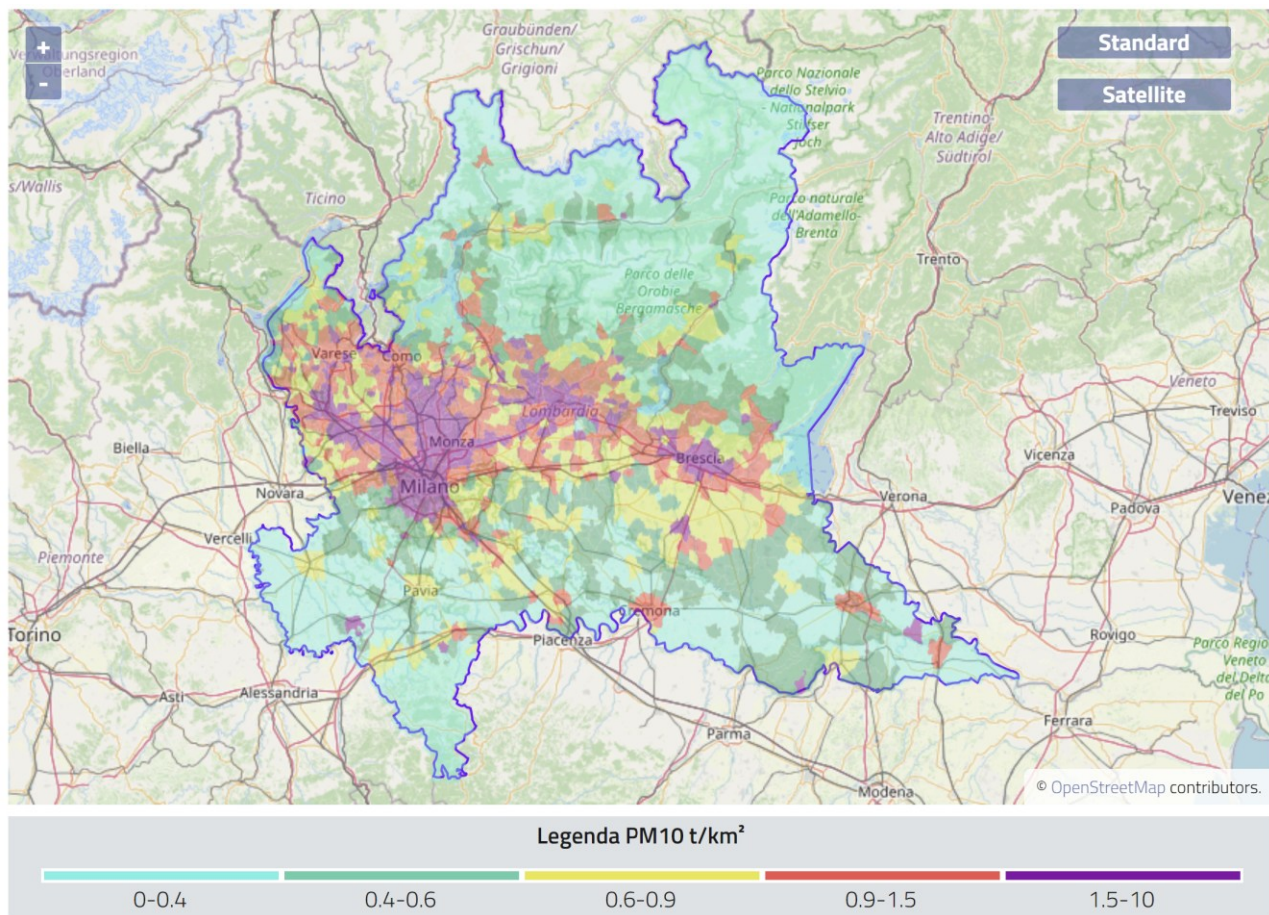 +
-
Verwaltungsregion
Oberland
Graubünden/
Grischun/
Grigioni
Standard
Satellite
Parco Nazionale
dello Stelvio
- Nationalpark
Stilfser
Joch
Trentino-
Alto Adige/
Südtirol
s/Wallis
Ticino
Parco naturale
dell'Adamello-
Brenta
Trento
Parco delle
Orobie
Bergamasche
Varese
Como
Veneto
Treviso
Lombardia
Biella
Monza
Brescia
Vicenza
Milano
Novara
Verona
Padova
Venez
Vercelli
Piemonte
Pavia
Cremona
Torino
Piacenza
Rovigo
Parco Regio
Veneto
del Delta
del Po
Asti
Alessandria
Ferrara
Parma
Modena
© OpenStreetMap contributors.
Legenda PM10 t/km²
0-0.4
0.4-0.6
0.6-0.9
0.9-1.5
1.5-10